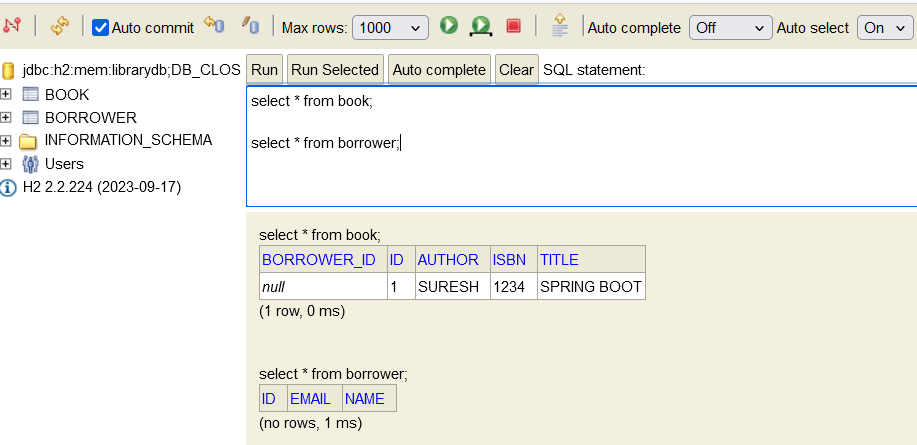 Auto commit Max rows: 1000 Auto complete Off Auto select On
jdbc:h2:mem:librarydb;DB_CLOS Run Run Selected Auto complete Clear SQL statement:
BOOK
BORROWER
INFORMATION_SCHEMA
Users
H2 2.2.224 (2023-09-17)
select * from book;
select * from borrower;
select * from book;
BORROWER_ID ID AUTHOR ISBN TITLE
null 1 SURESH 1234 SPRING BOOT
(1 row, 0 ms)
select * from borrower;
ID EMAIL NAME
(no rows, 1 ms)